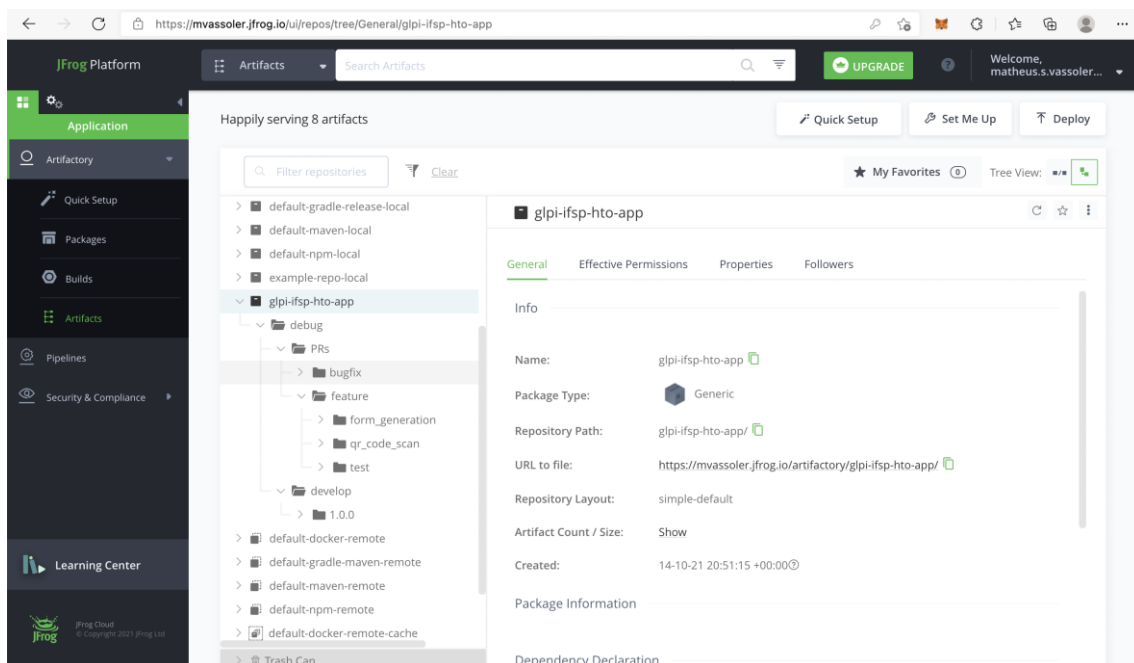 https://mvassoler.jfrog.io/ui/repos/tree/General/glpi-ifsp-hto-app
JFrog Platform
Artifacts
Search Artifacts
UPGRADE
Welcome,
matheus.s.vassoler...
Application
Happily serving 8 artifacts
Quick Setup
Set Me Up
Deploy
Artifactory
Quick Setup
Packages
Builds
Artifacts
Pipelines
Security & Compliance
Learning Center
JFrog
JFrog Cloud
© Copyright 2021 JFrog Ltd
Filter repositories
Clear
My Favorites 0
Tree View:
default-gradle-release-local
default-maven-local
default-npm-local
example-repo-local
glpi-ifsp-hto-app
debug
PRs
bugfix
feature
form_generation
qr_code_scan
test
develop
1.0.0
default-docker-remote
default-gradle-maven-remote
default-maven-remote
default-npm-remote
default-docker-remote-cache
Trash Can
glpi-ifsp-hto-app
General Effective Permissions Properties Followers
Info
Name: glpi-ifsp-hto-app
Package Type: Generic
Repository Path: glpi-ifsp-hto-app/
URL to file: https://mvassoler.jfrog.io/artifactory/glpi-ifsp-hto-app/
Repository Layout: simple-default
Artifact Count / Size: Show
Created: 14-10-21 20:51:15 +00:00
Package Information
Dependency Declaration